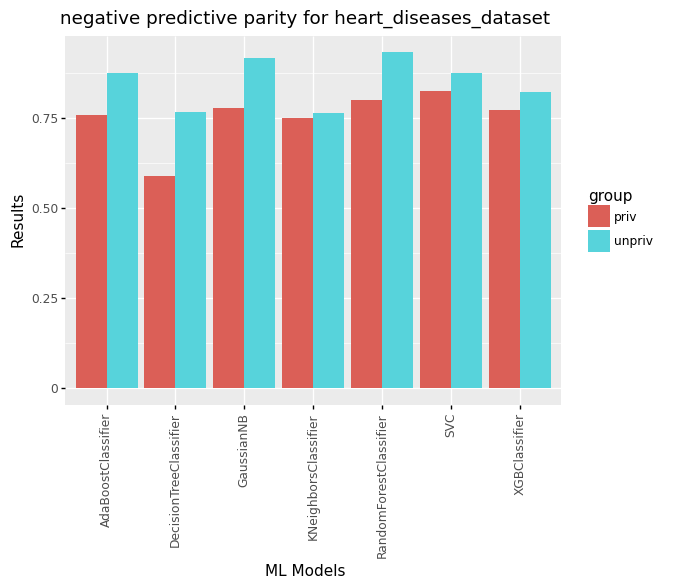 negative predictive parity for heart_diseases_dataset
Results
0.75
0.50
0.25
0
AdaBoostClassifier
DecisionTreeClassifier
GaussianNB
KNeighborsClassifier
RandomForestClassifier
SVC
XGBClassifier
ML Models
group
priv
unpriv